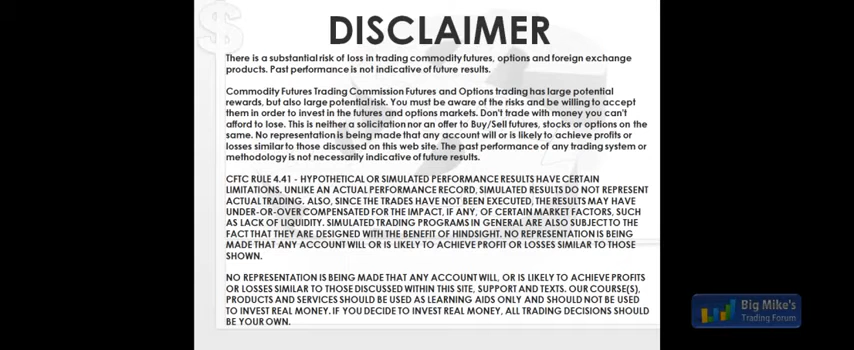 DISCLAIMER
There is a substantial risk of loss in trading commodity futures, options and foreign exchange
products. Past performance is not indicative of future results.
Commodity Futures Trading Commission Futures and Options trading has large potential
rewards, but also large potential risk. You must be aware of the risks and be willing to accept
them in order to invest in the futures and options markets. Don't trade with money you can't
afford to lose. This is neither a solicitation nor an offer to Buy/Sell futures, stocks or options on the
same. No representation is being made that any account will or is likely to achieve profits or
losses similar to those discussed on this web site. The past performance of any trading system or
methodology is not necessarily indicative of future results.
CFTC RULE 4.41 - HYPOTHETICAL OR SIMULATED PERFORMANCE RESULTS HAVE CERTAIN
LIMITATIONS. UNLIKE AN ACTUAL PERFORMANCE RECORD, SIMULATED RESULTS DO NOT REPRESENT
ACTUAL TRADING. ALSO, SINCE THE TRADES HAVE NOT BEEN EXECUTED, THE RESULTS MAY HAVE
UNDER-OR-OVER COMPENSATED FOR THE IMPACT, IF ANY, OF CERTAIN MARKET FACTORS, SUCH
AS LACK OF LIQUIDITY. SIMULATED TRADING PROGRAMS IN GENERAL ARE ALSO SUBJECT TO THE
FACT THAT THEY ARE DESIGNED WITH THE BENEFIT OF HINDSIGHT. NO REPRESENTATION IS BEING
MADE THAT ANY ACCOUNT WILL OR IS LIKELY TO ACHIEVE PROFIT OR LOSSES SIMILAR TO THOSE
SHOWN.
NO REPRESENTATION IS BEING MADE THAT ANY ACCOUNT WILL, OR IS LIKELY TO ACHIEVE PROFITS
OR LOSSES SIMILAR TO THOSE DISCUSSED WITHIN THIS SITE, SUPPORT AND TEXTS. OUR COURSE(S),
PRODUCTS AND SERVICES SHOULD BE USED AS LEARNING AIDS ONLY AND SHOULD NOT BE USED
TO INVEST REAL MONEY. IF YOU DECIDE TO INVEST REAL MONEY, ALL TRADING DECISIONS SHOULD
BE YOUR OWN.
Big Mike's
Trading Forum